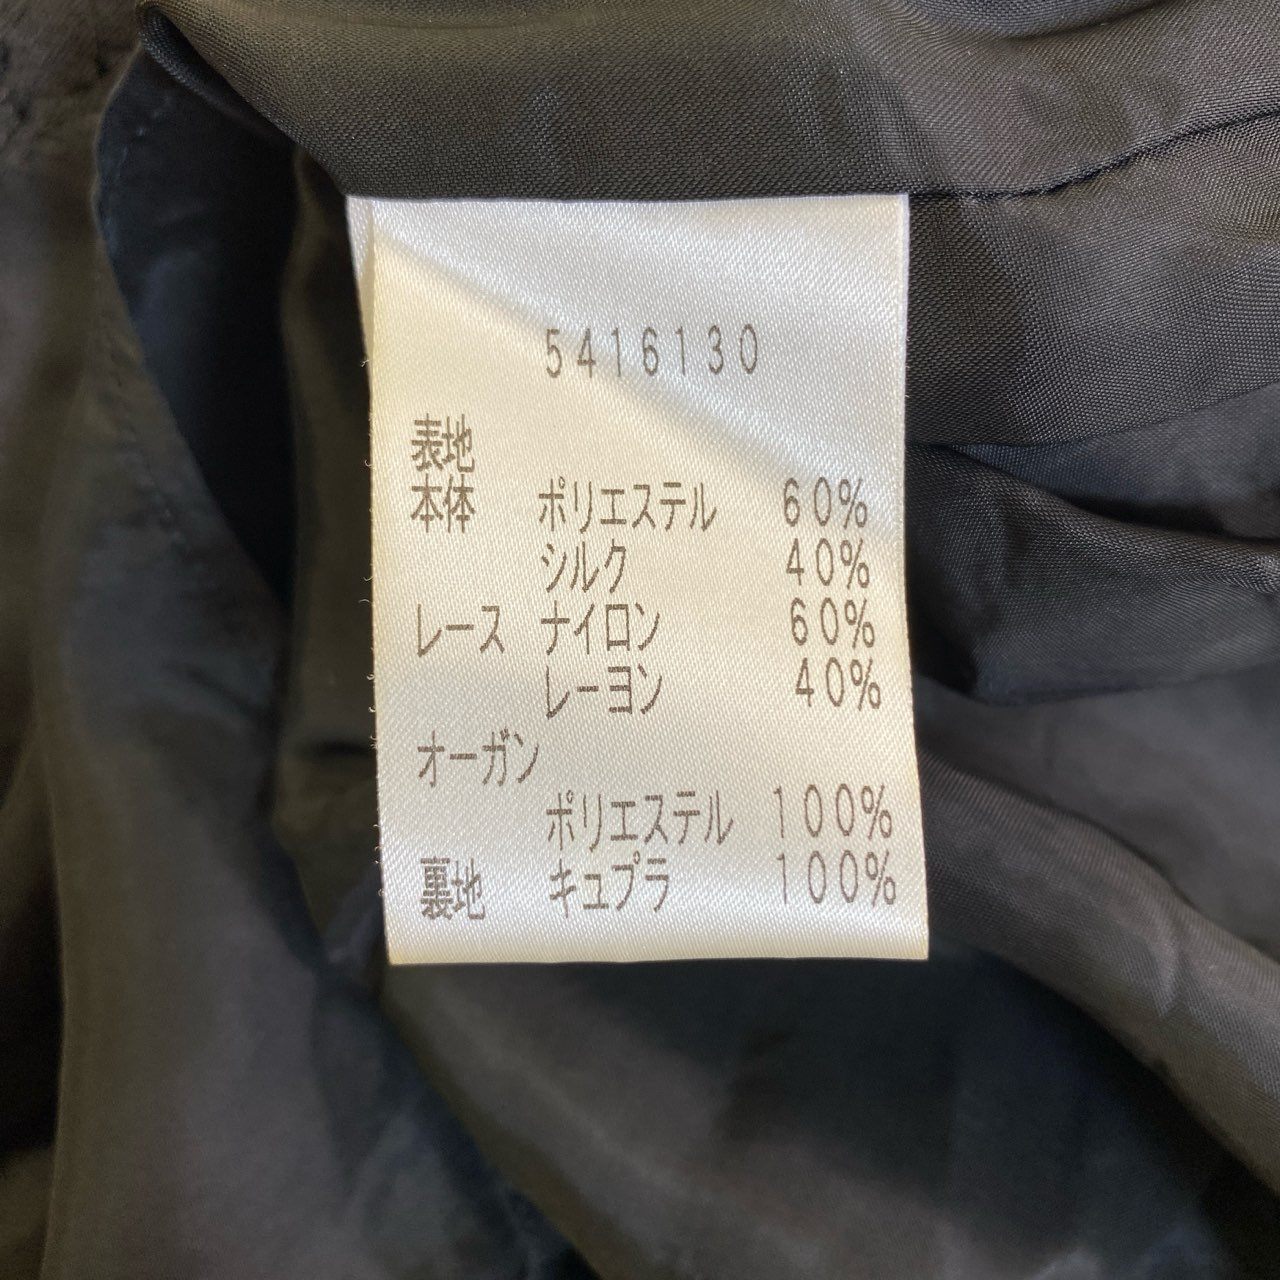 5416130
表地
本体 ポリエステル 60%
シルク 40%
レース ナイロン 60%
レーヨン 40%
オーガン
ポリエステル 100%
裏地 キュプラ 100%